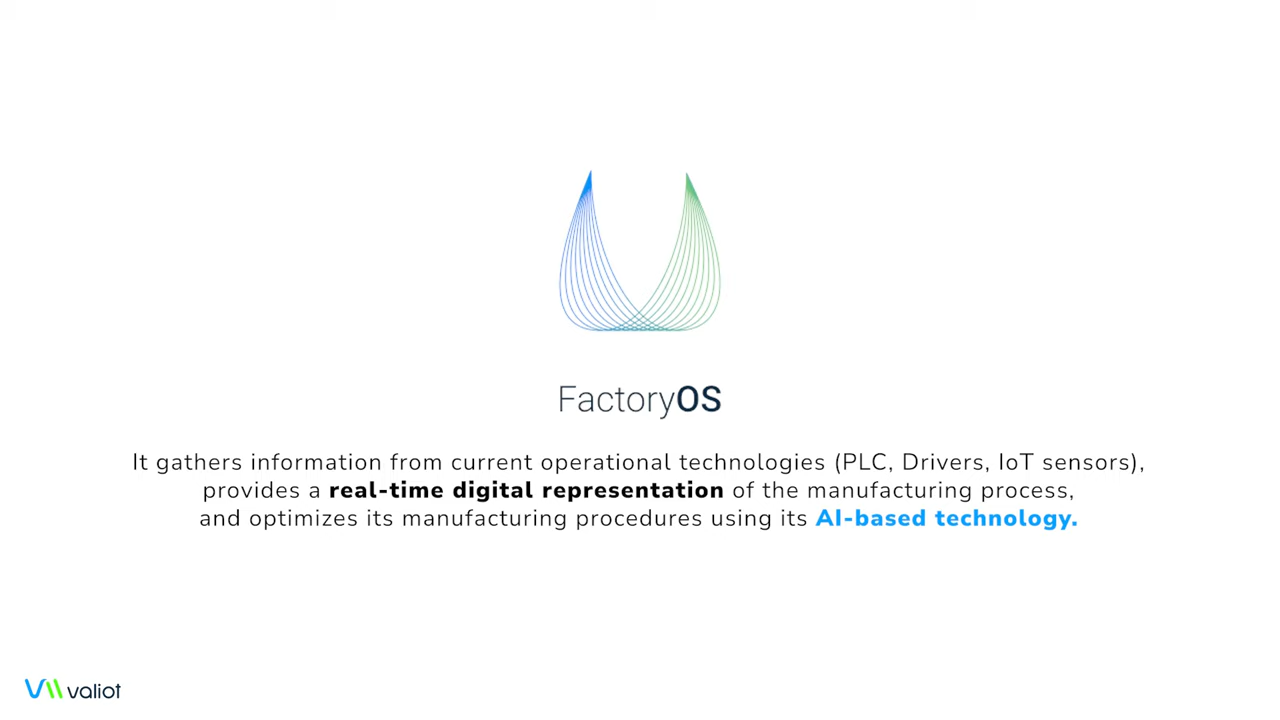 FactoryOS
It gathers information from current operational technologies (PLC, Drivers, IoT sensors),
provides a real-time digital representation of the manufacturing process,
and optimizes its manufacturing procedures using its AI-based technology.
valiot